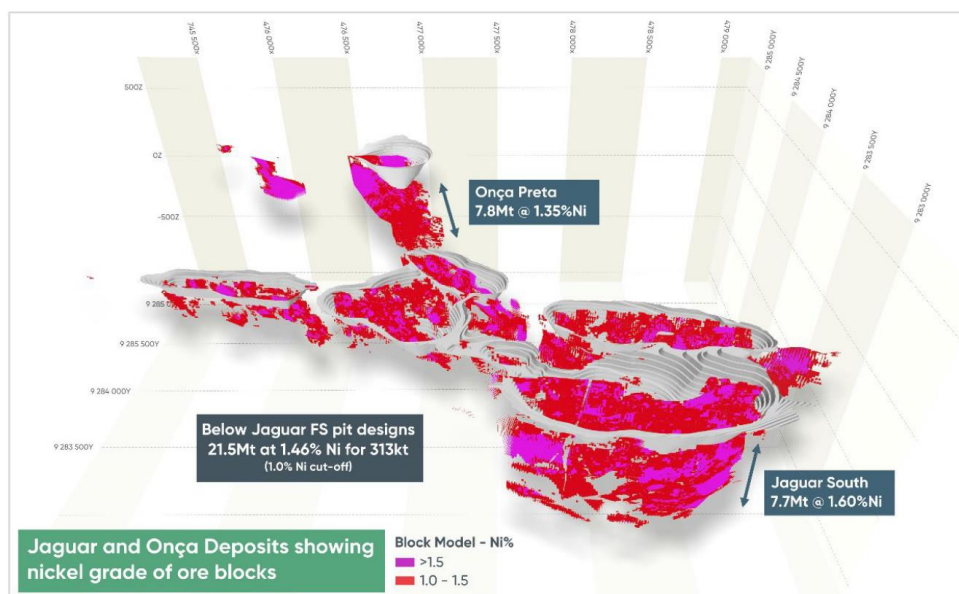 745 500X
476 000X
476 500X
477 000X
477 500X
478 000X
478 500X
479 000X
9 285 000Y
9 284 500Y
9 284 000Y
9 283 500Y
9 283 000Y
500Z
0Z
-500Z
Onça Preta
7.8Mt @ 1.35%Ni
9 285 500Y
9 284 000Y
9 283 500Y
Below Jaguar FS pit designs
21.5Mt at 1.46% Ni for 313kt
(1.0% Ni cut-off)
Jaguar South
7.7Mt @ 1.60%Ni
Jaguar and Onça Deposits showing
nickel grade of ore blocks
Block Model - Ni%
>1.5
1.0 - 1.5